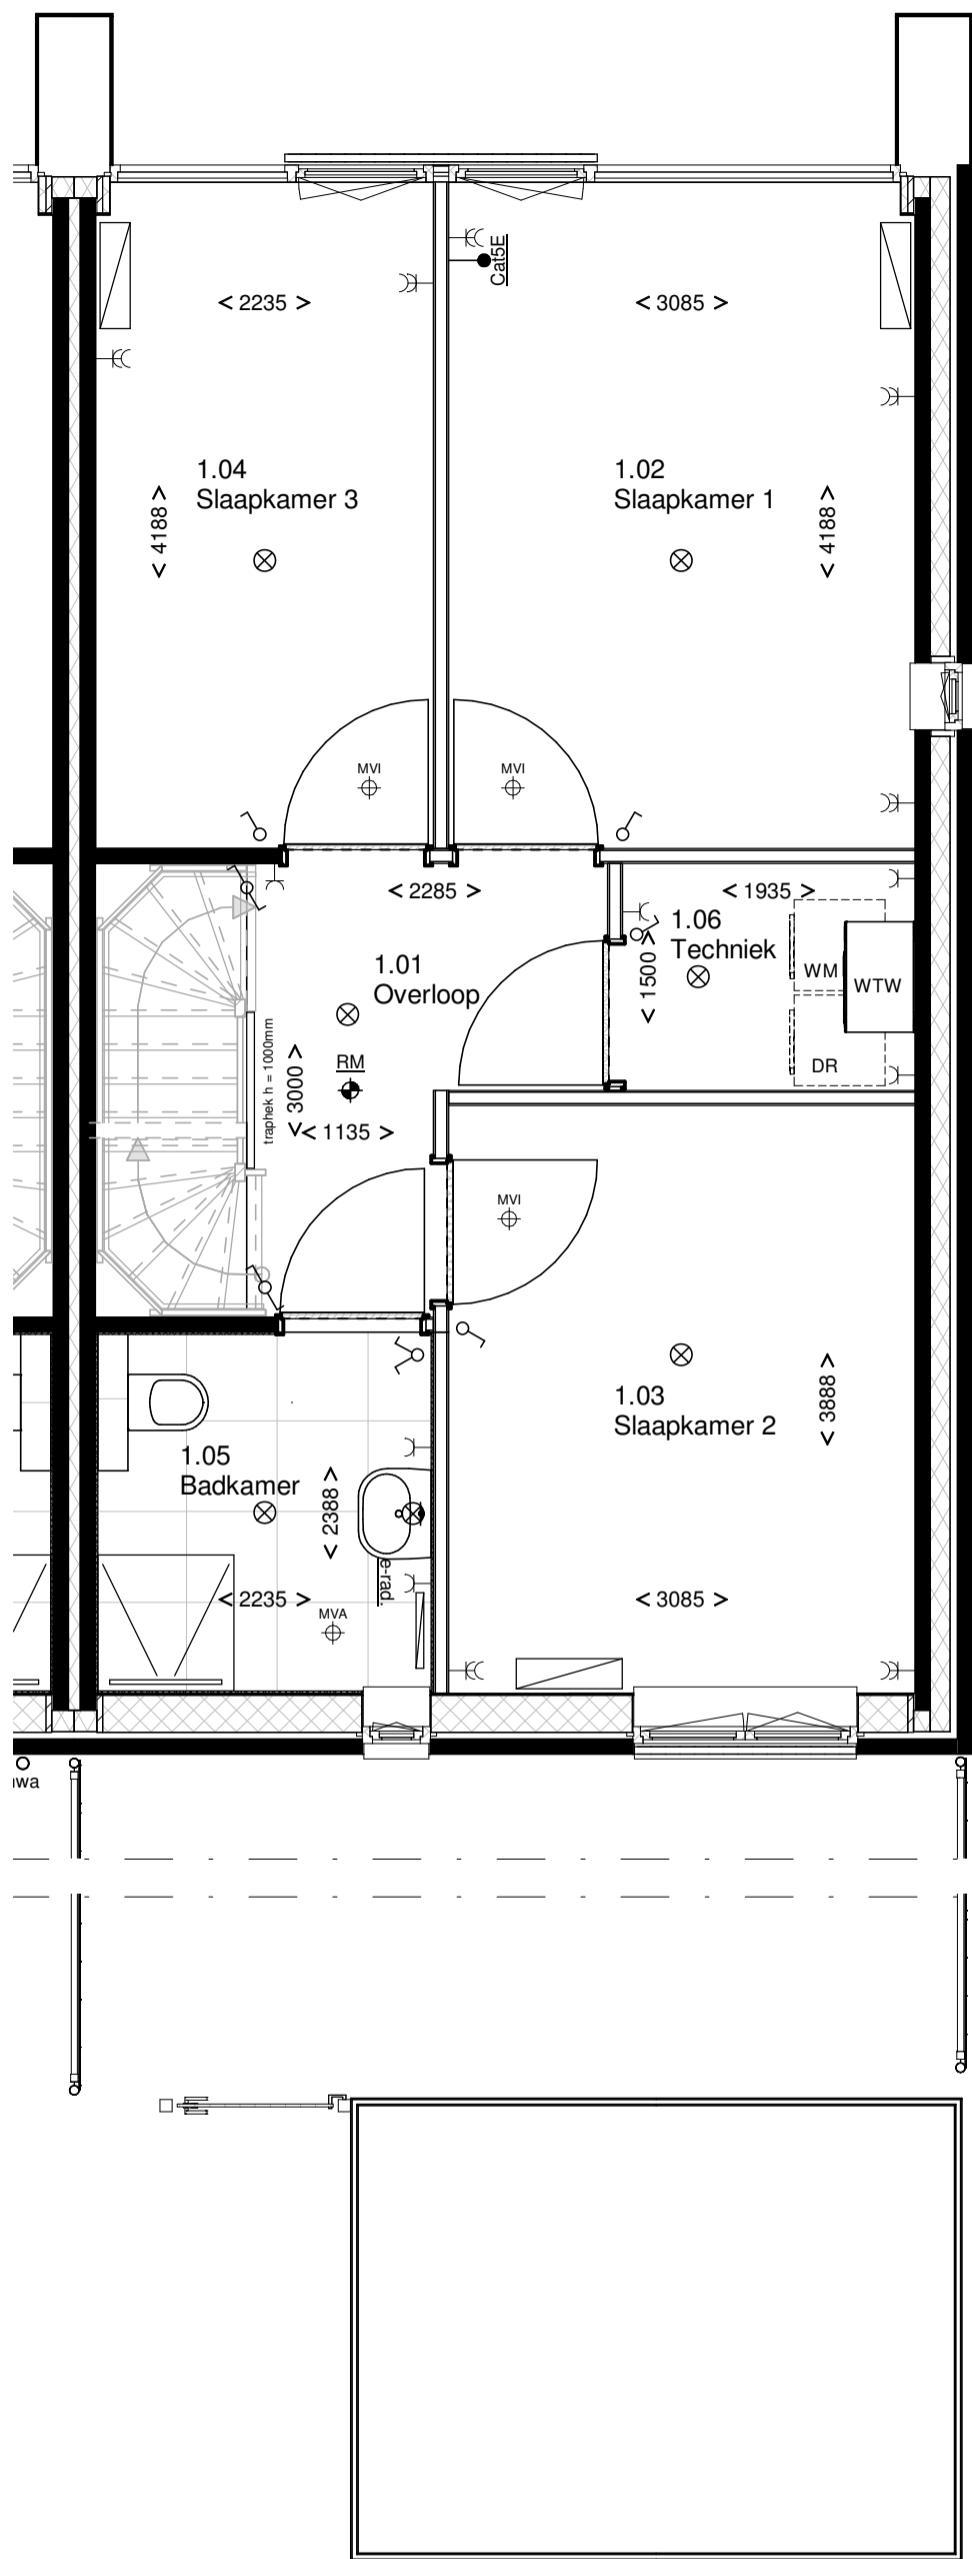 Cat5E
< 2235 >
< 3085 >
1.04
Slaapkamer 3
1.02
Slaapkamer 1
< 4188 >
< 4188 >
MVI
MVI
< 2285 >
< 1935 >
1.06
Techniek
1.01
Overloop
< 1500 >
WM
WTW
DR
RM
traphek h = 1000mm
< 3000 >
< 1135 >
MVI
1.03
Slaapkamer 2
< 3888 >
1.05
Badkamer
< 2388 >
e-rad.
< 2235 >
MVA
< 3085 >